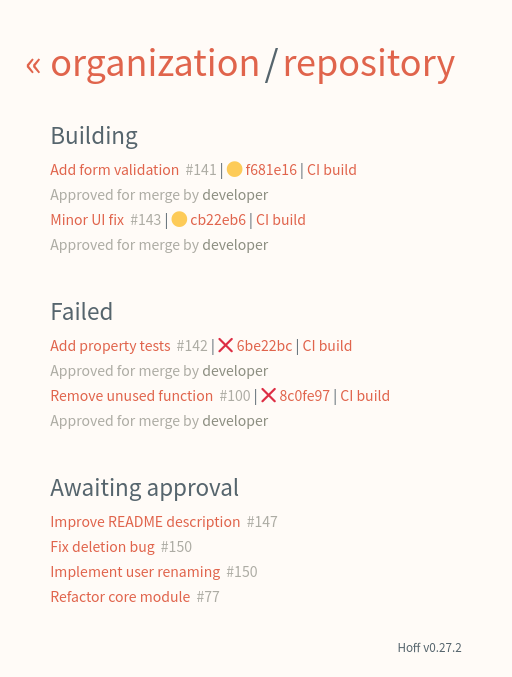 « organization/repository
Building
Add form validation #141 | 🟡 f681e16 | CI build
Approved for merge by developer
Minor UI fix #143 | 🟡 cb22eb6 | CI build
Approved for merge by developer
Failed
Add property tests #142 | ❌ 6be22bc | CI build
Approved for merge by developer
Remove unused function #100 | ❌ 8c0fe97 | CI build
Approved for merge by developer
Awaiting approval
Improve README description #147
Fix deletion bug #150
Implement user renaming #150
Refactor core module #77
Hoff v0.27.2